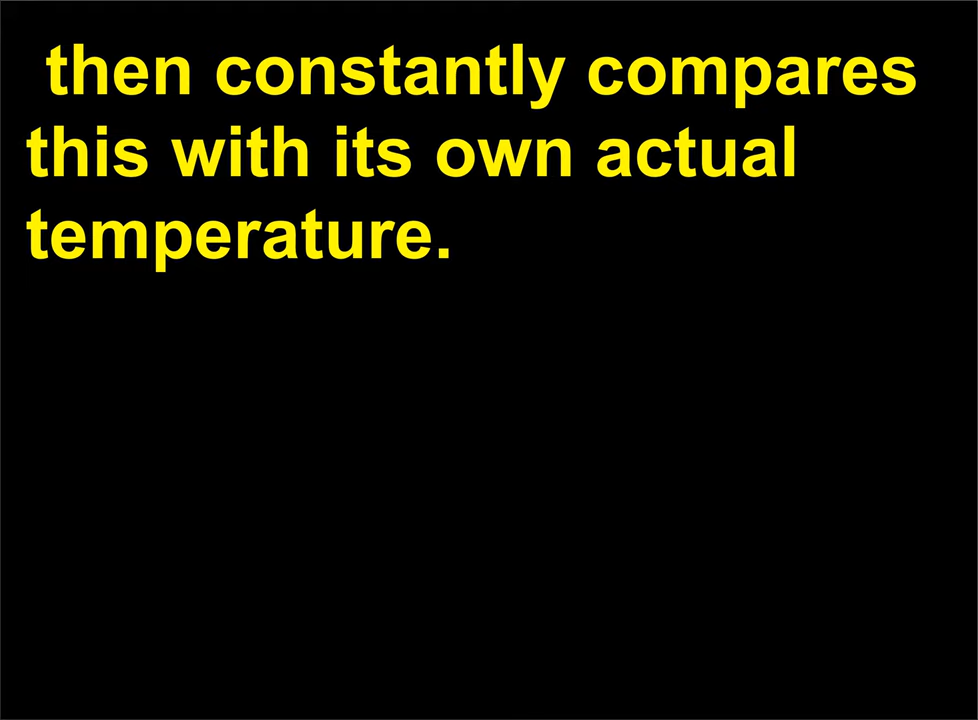 then constantly compares
this with its own actual
temperature.